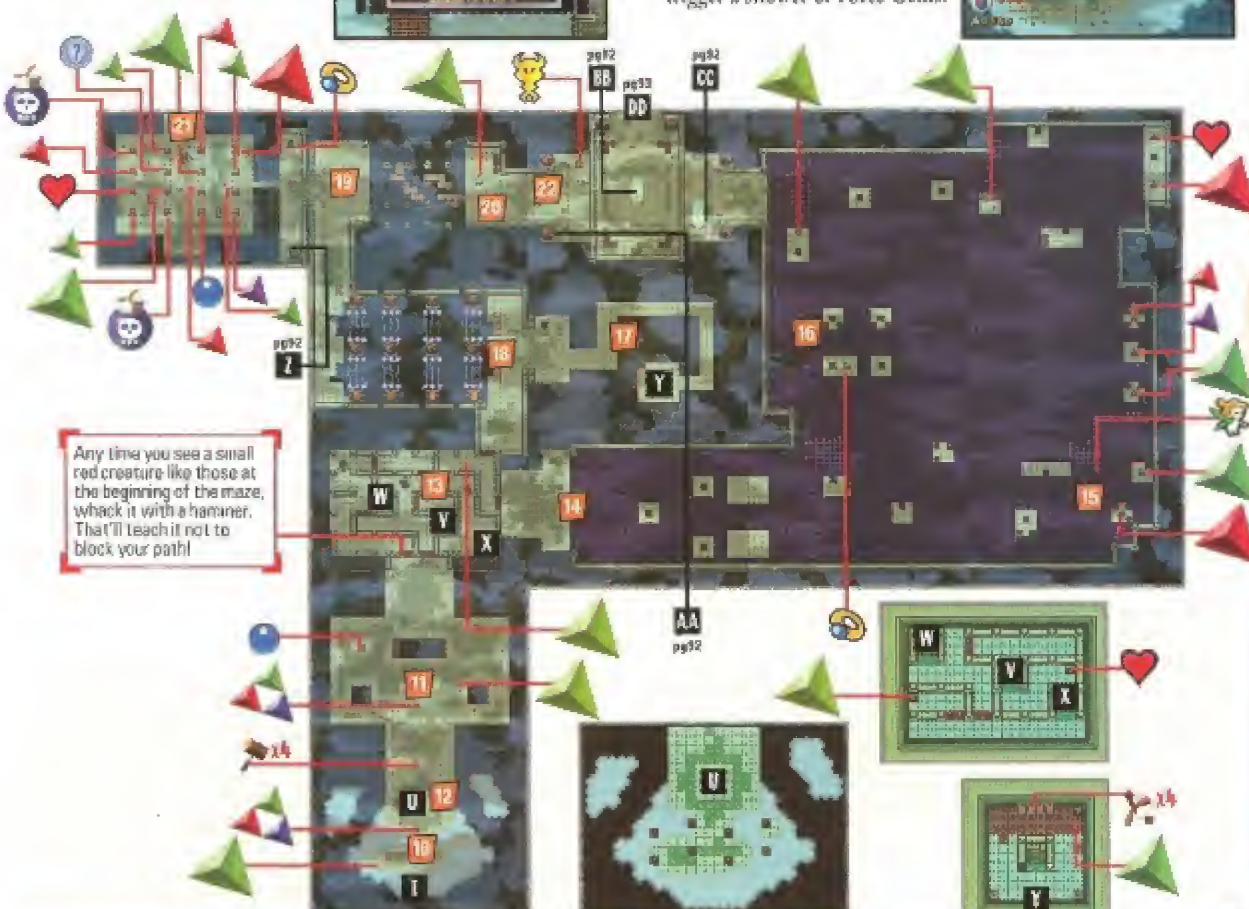 trigger a shower of Force Gems.
pg92
BB
pg93
DD
pg92
CC
?
21
19
20
22
16
17
18
Y
pg92
Z
Any time you see a small
red creature like those at
the beginning of the maze,
whack it with a hammer.
That'll teach it not to
block your path!
W
13
V
X
14
15
AA
pg92
11
x4
U
12
10
T
U
W
V
X
x4
Y